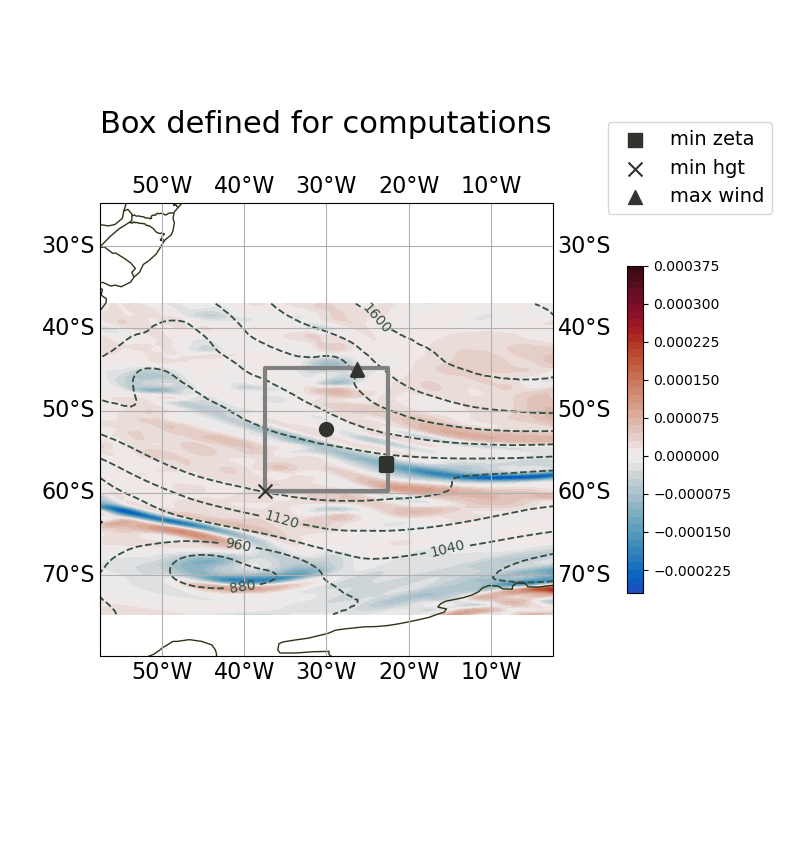 Box defined for computations
min zeta
min hgt
max wind
50°W 40°W 30°W 20°W 10°W
30°S 30°S
40°S 40°S
50°S 50°S
60°S 60°S
70°S 70°S
1600
1120
960
1040
880
50°W 40°W 30°W 20°W 10°W
0.000375
0.000300
0.000225
0.000150
0.000075
0.000000
−0.000075
−0.000150
−0.000225